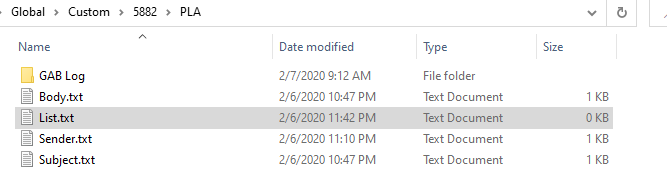 Global > Custom > 5882 > PLA
Name Date modified Type Size
GAB Log 2/7/2020 9:12 AM File folder
Body.txt 2/6/2020 10:47 PM Text Document 1 KB
List.txt 2/6/2020 11:42 PM Text Document 0 KB
Sender.txt 2/6/2020 11:10 PM Text Document 1 KB
Subject.txt 2/6/2020 10:47 PM Text Document 1 KB